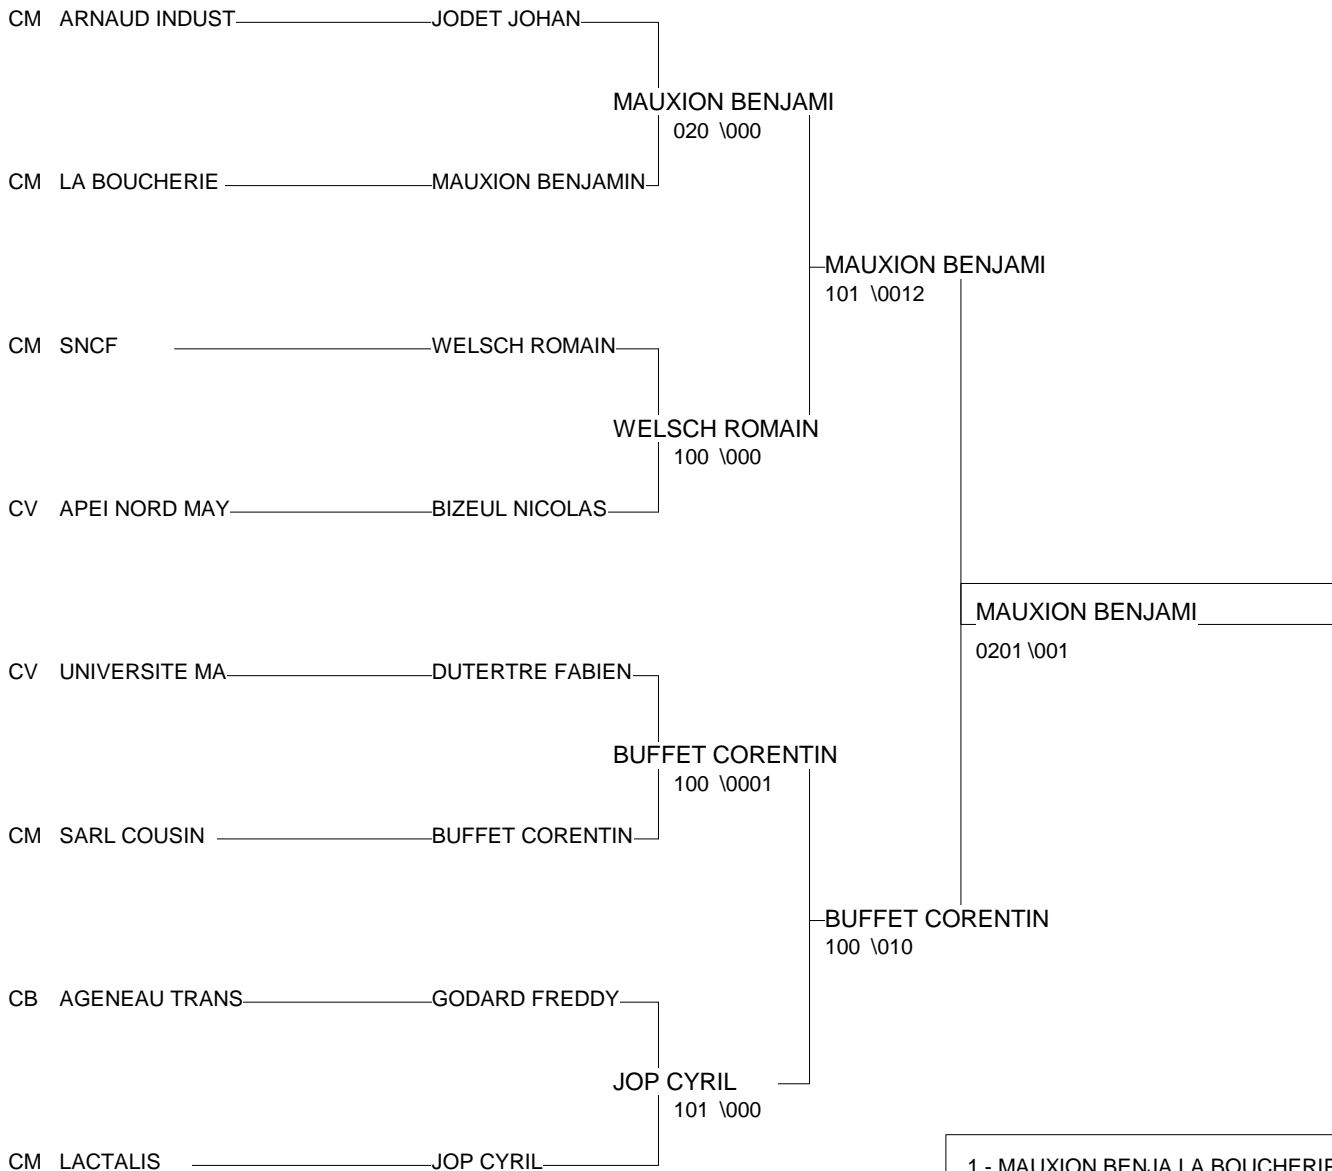 CM ARNAUD INDUST JODET JOHAN
MAUXION BENJAMI
020 \000
CM LA BOUCHERIE MAUXION BENJAMIN
MAUXION BENJAMI
101 \0012
CM SNCF WELSCH ROMAIN
WELSCH ROMAIN
100 \000
CV APEI NORD MAY BIZEUL NICOLAS
MAUXION BENJAMI
0201 \001
CV UNIVERSITE MA DUTERTRE FABIEN
BUFFET CORENTIN
100 \0001
CM SARL COUSIN BUFFET CORENTIN
BUFFET CORENTIN
100 \010
CB AGENEAU TRANS GODARD FREDDY
JOP CYRIL
101 \000
CM LACTALIS JOP CYRIL
1 - MAUXION BENJA LA BOUCHERIE